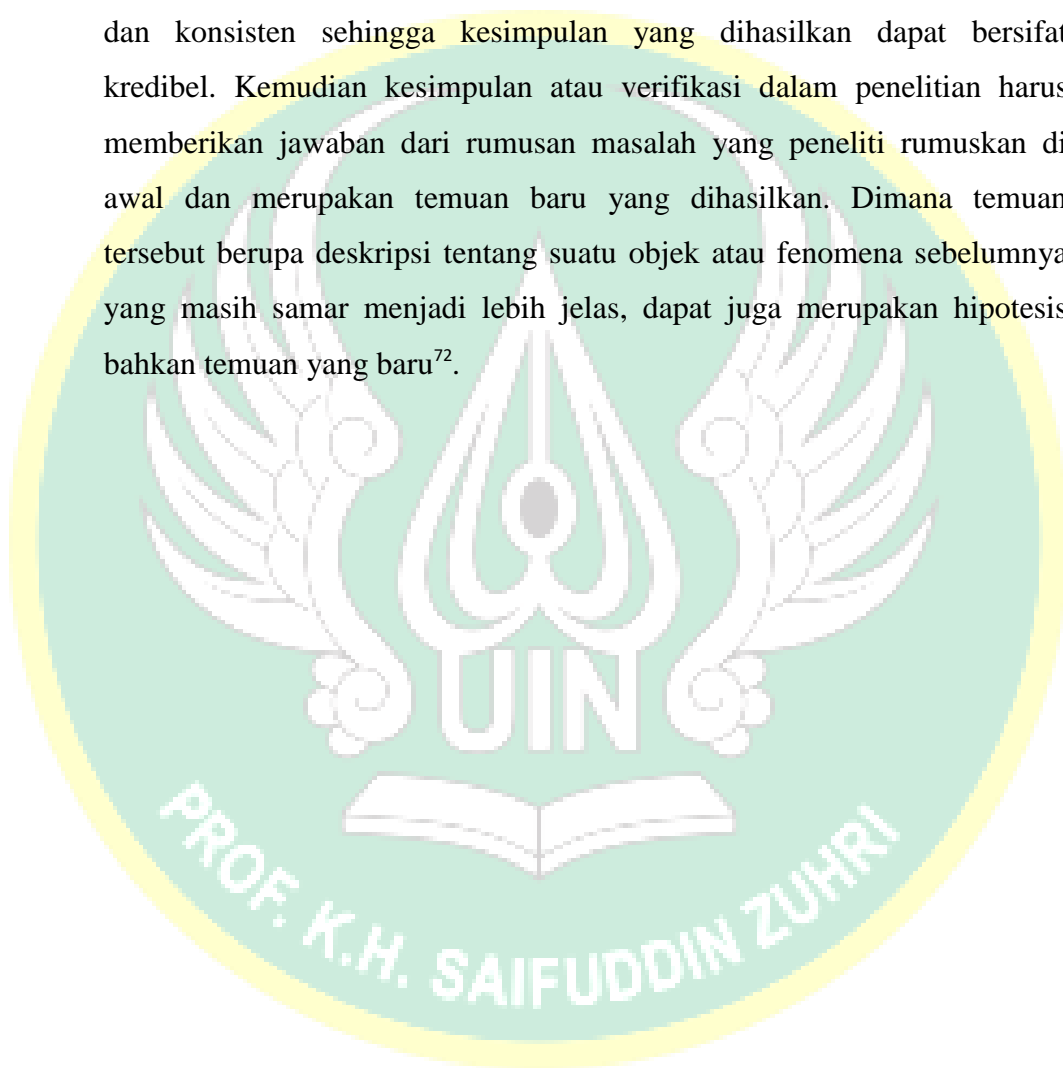 dan konsisten sehingga kesimpulan yang dihasilkan dapat bersifat
kredibel. Kemudian kesimpulan atau verifikasi dalam penelitian harus
memberikan jawaban dari rumusan masalah yang peneliti rumuskan di
awal dan merupakan temuan baru yang dihasilkan. Dimana temuan
tersebut berupa deskripsi tentang suatu objek atau fenomena sebelumnya
yang masih samar menjadi lebih jelas, dapat juga merupakan hipotesis
bahkan temuan yang baru⁷².
UIN
PROF. K.H. SAIFUDDIN ZUHRI